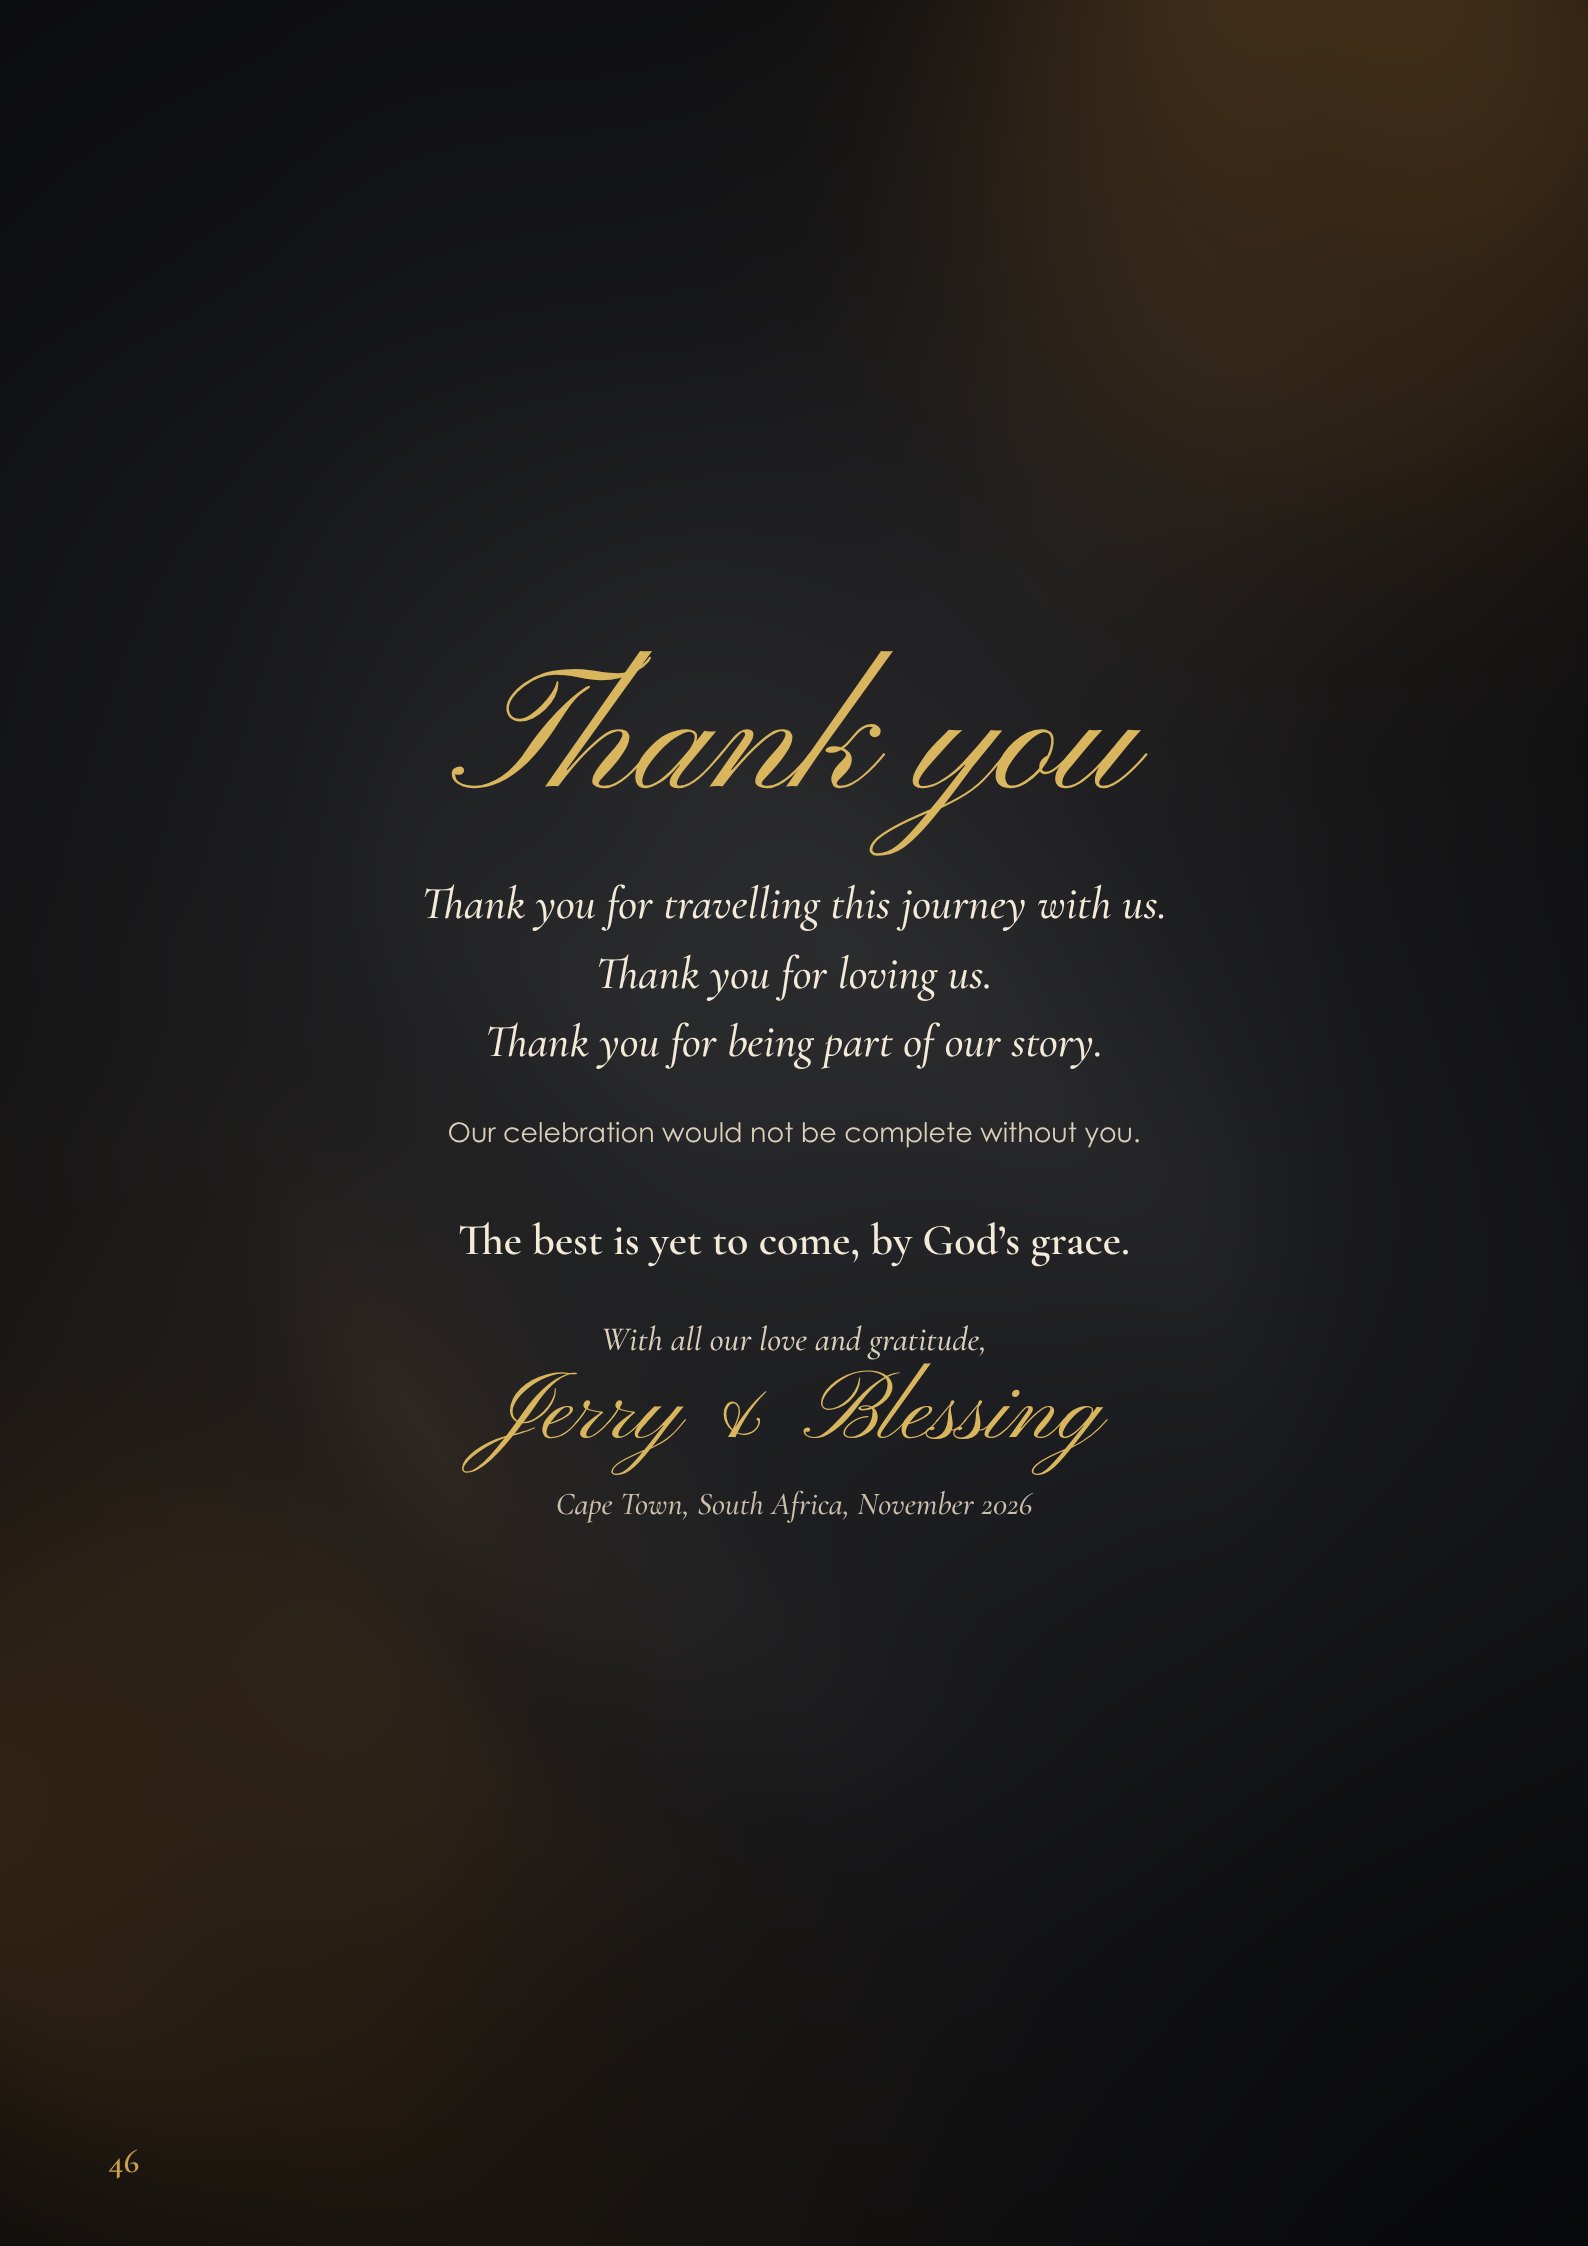 Thank you
Thank you for travelling this journey with us.
Thank you for loving us.
Thank you for being part of our story.
Our celebration would not be complete without you.
The best is yet to come, by God’s grace.
With all our love and gratitude,
Jerry & Blessing
Cape Town, South Africa, November 2026
46